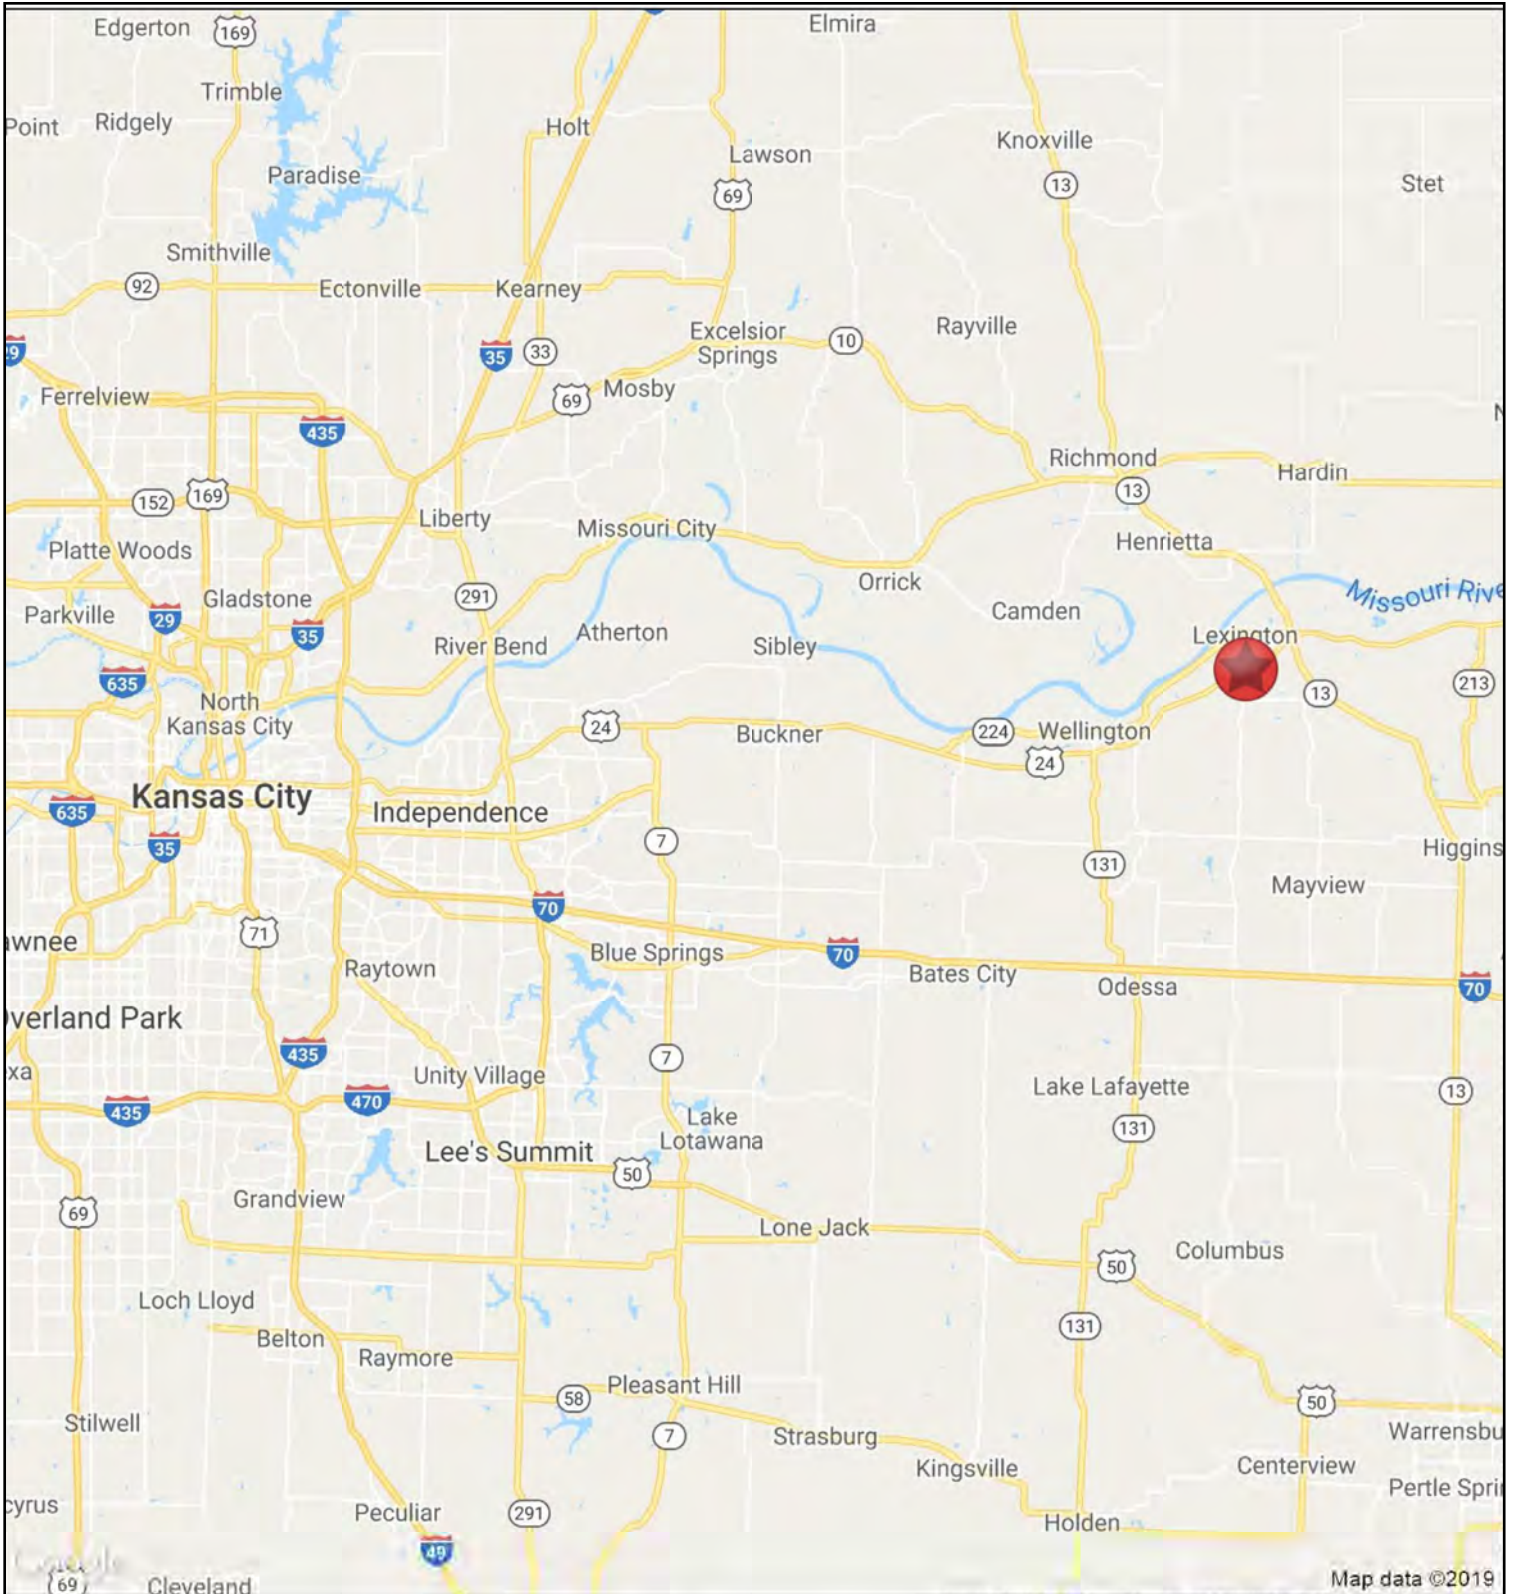 Edgerton
169
Elmira
Trimble
Point
Ridgely
Holt
Knoxville
Lawson
Paradise
69
13
Stet
Smithville
92
Ectonville
Kearney
Rayville
Excelsior
Springs
10
35
33
Ferrelview
69
Mosby
435
Richmond
Hardin
152
169
13
Liberty
Missouri City
Henrietta
Platte Woods
Orrick
Parkville
29
Gladstone
291
Camden
Missouri Rive
35
River Bend
Atherton
Sibley
Lexington
635
13
213
North
Kansas City
24
Buckner
224
Wellington
24
Kansas City
635
Independence
35
7
131
Higgins
Mayview
70
awnee
71
Blue Springs
70
Raytown
Bates City
Odessa
70
Overland Park
435
7
xa
Unity Village
Lake Lafayette
13
435
470
Lake
Lotawana
131
Lee's Summit
50
69
Grandview
Lone Jack
Columbus
50
Loch Lloyd
131
Belton
Raymore
58
Pleasant Hill
50
Stilwell
7
Strasburg
Warrensbu
Kingsville
Centerview
Pertle Sprin
cyrus
Peculiar
291
Holden
49
Google
69
Cleveland
Map data ©2019